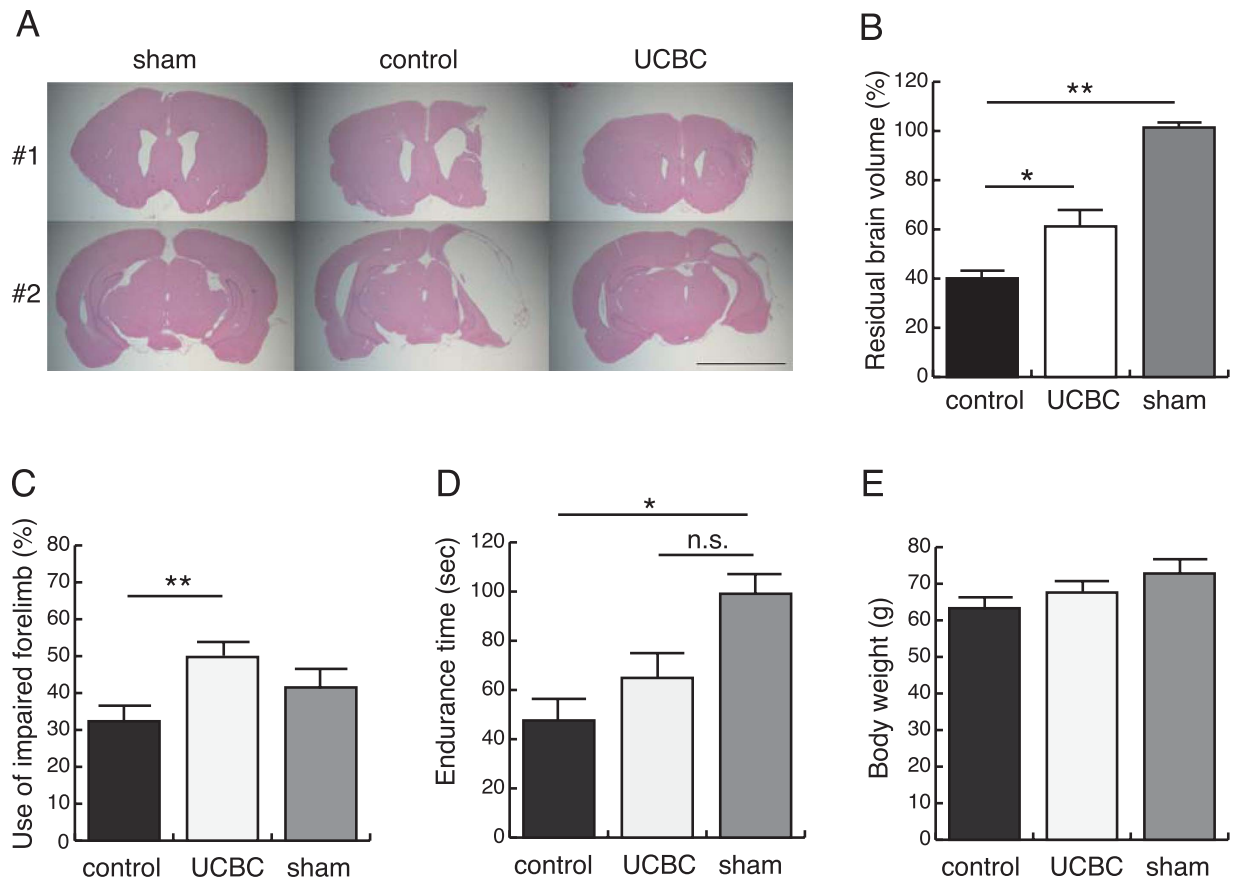 A
sham control UCBC
#1
#2
B
Residual brain volume (%)
120
100
80
60
40
20
0
**
*
control UCBC sham
C
Use of impaired forelimb (%)
80
70
60
50
40
30
20
10
0
**
control UCBC sham
D
Endurance time (sec)
120
100
80
60
40
20
0
*
n.s.
control UCBC sham
E
Body weight (g)
80
70
60
50
40
30
20
10
0
control UCBC sham